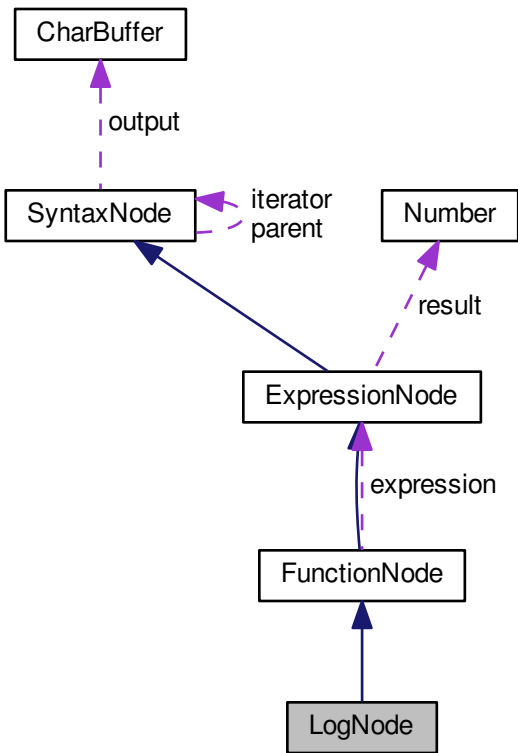 CharBuffer
output
SyntaxNode
iterator
parent
Number
result
ExpressionNode
expression
FunctionNode
LogNode